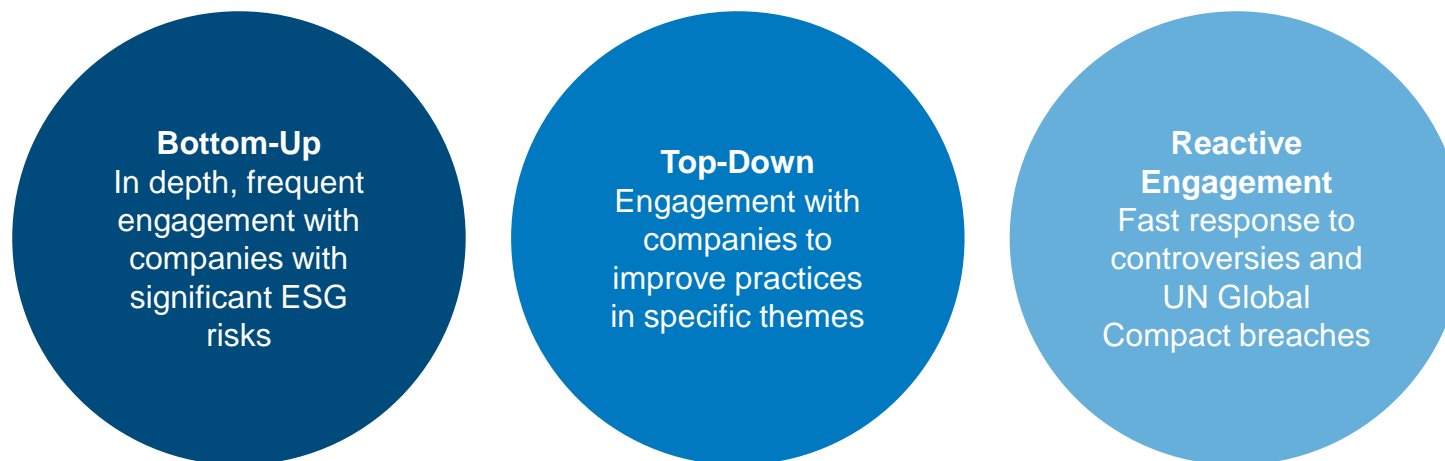 Bottom-Up
In depth, frequent
engagement with
companies with
significant ESG
risks
Top-Down
Engagement with
companies to
improve practices
in specific themes
Reactive
Engagement
Fast response to
controversies and
UN Global
Compact breaches